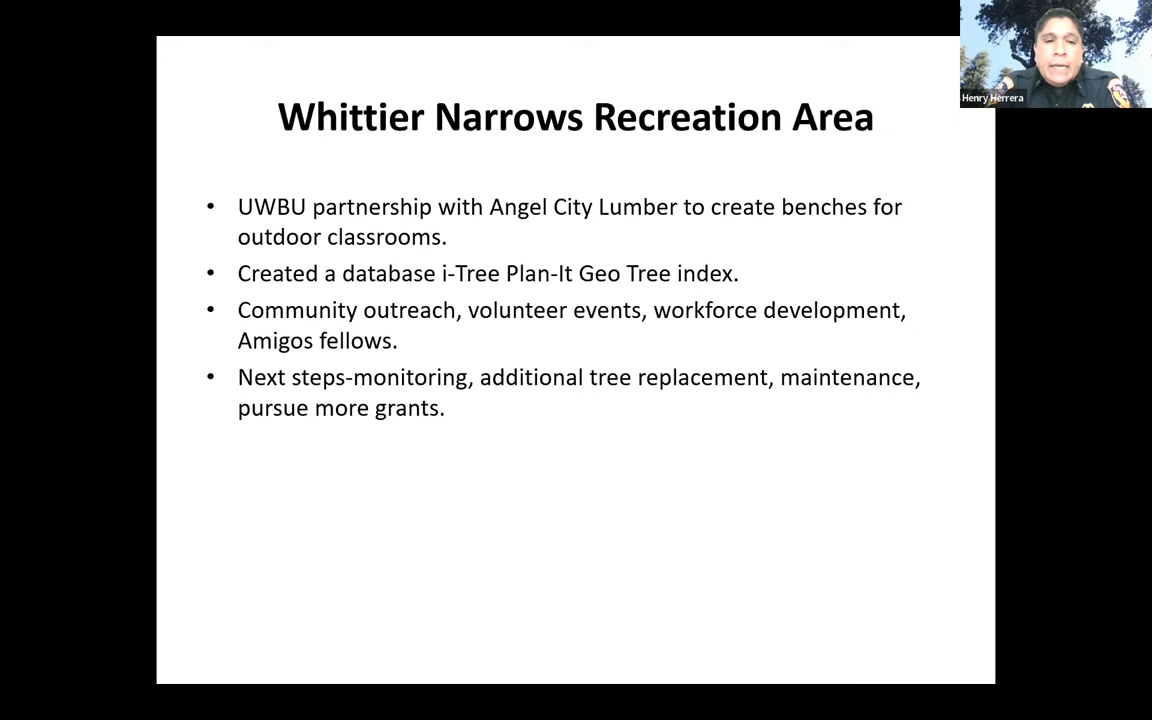 Whittier Narrows Recreation Area
• UWBU partnership with Angel City Lumber to create benches for
outdoor classrooms.
• Created a database i-Tree Plan-It Geo Tree index.
• Community outreach, volunteer events, workforce development,
Amigos fellows.
• Next steps-monitoring, additional tree replacement, maintenance,
pursue more grants.
Henry Herrera